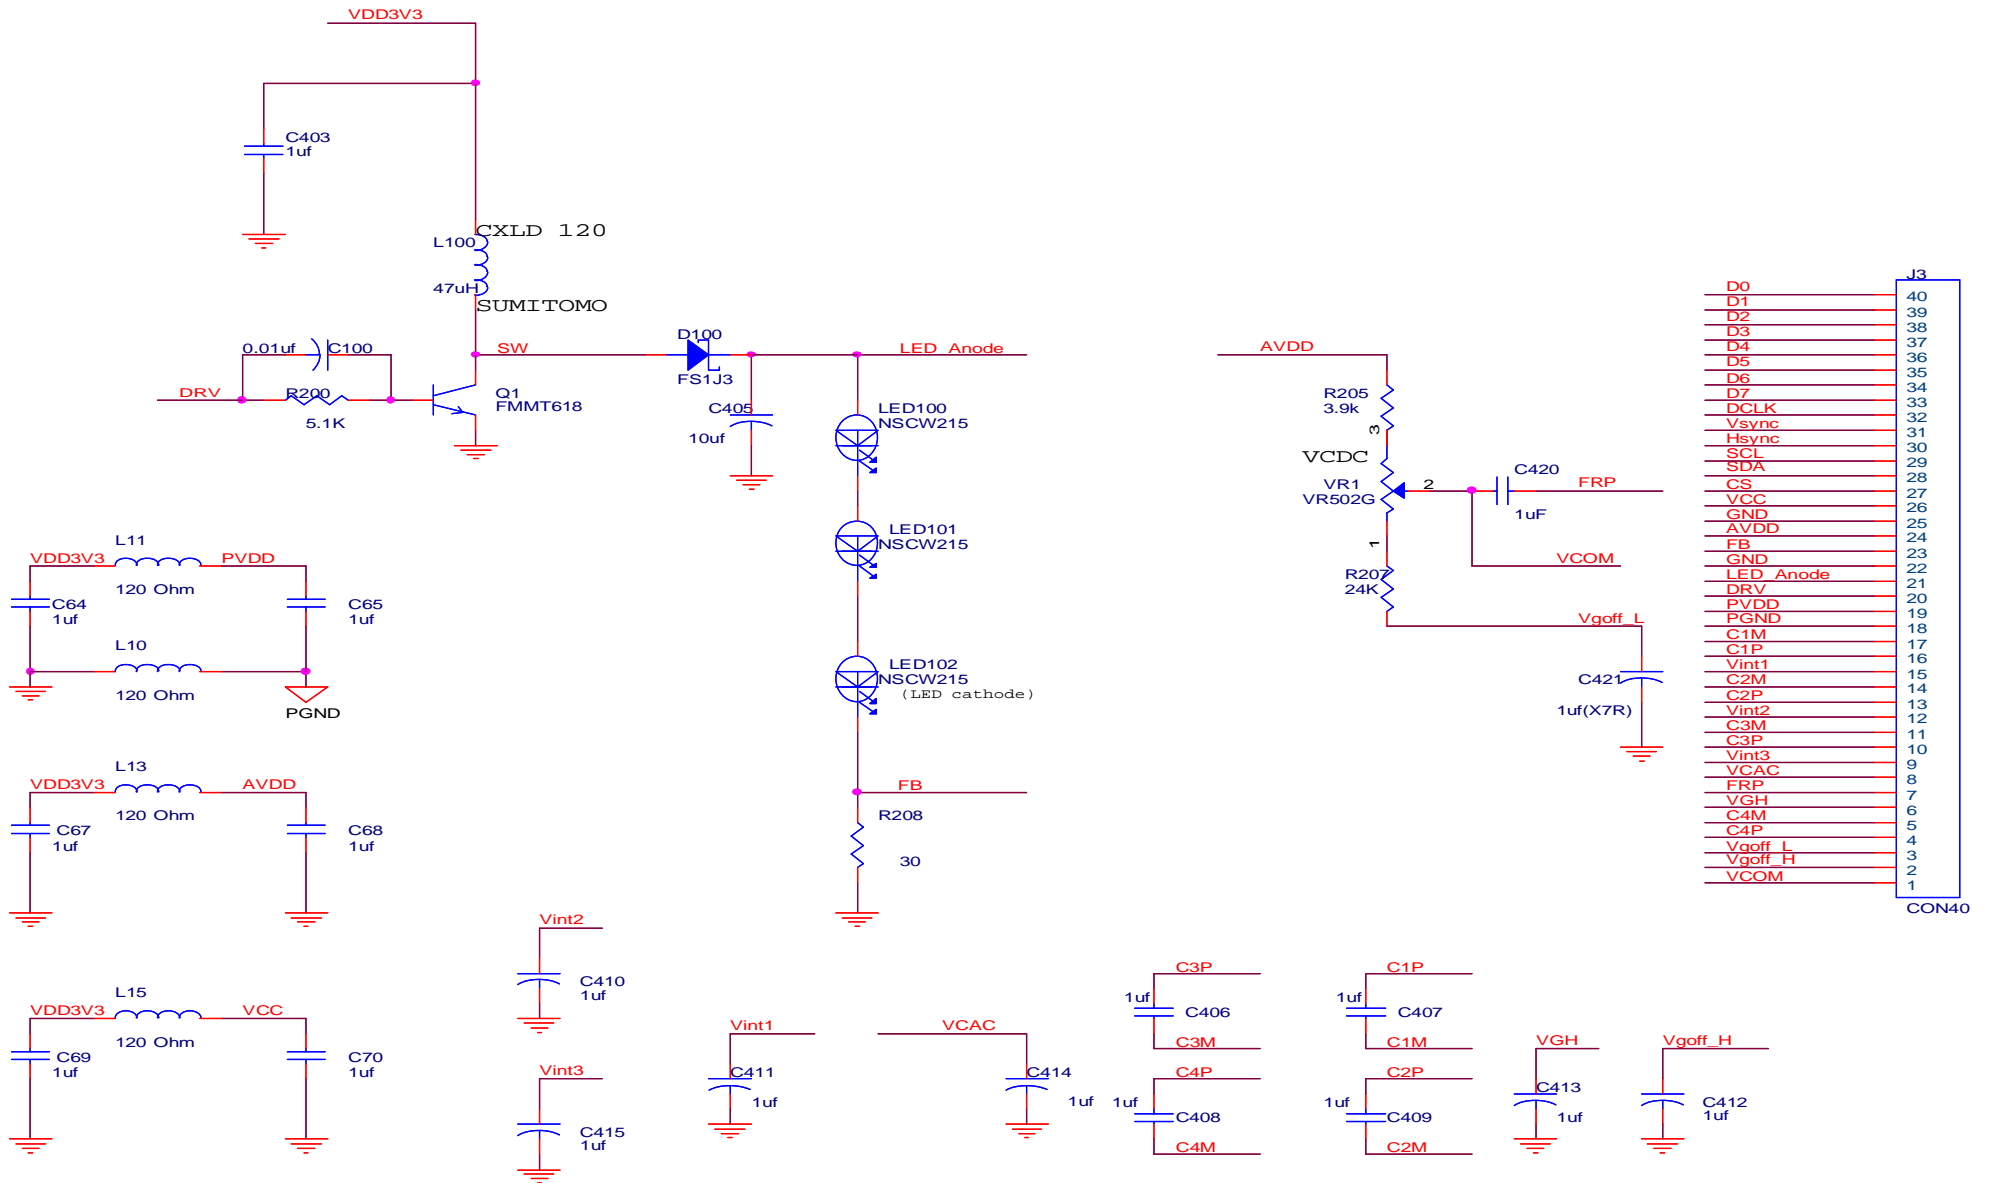 VDD3V3
C403
1uf
CXLD 120
L100
47uH
SUMITOMO
0.01uf
C100
SW
D100
FS1J3
LED_Anode
DRV
R200
5.1K
Q1
FMMT618
C405
10uf
LED100
NSCW215
LED101
NSCW215
LED102
NSCW215
(LED cathode)
FB
R208
30
AVDD
R205
3.9k
3
VCDC
VR1
VR502G
2
C420
1uF
FRP
1
VCOM
R207
24K
Vgoff_L
C421
1uf(X7R)
J3
D0
40
D1
39
D2
38
D3
37
D4
36
D5
35
D6
34
D7
33
DCLK
32
Vsync
31
Hsync
30
SCL
29
SDA
28
CS
27
VCC
26
GND
25
AVDD
24
FB
23
GND
22
LED_Anode
21
DRV
20
PVDD
19
PGND
18
C1M
17
C1P
16
Vint1
15
C2M
14
C2P
13
Vint2
12
C3M
11
C3P
10
Vint3
9
VCAC
8
FRP
7
VGH
6
C4M
5
C4P
4
Vgoff_L
3
Vgoff_H
2
VCOM
1
CON40
L11
VDD3V3
PVDD
120 Ohm
C64
1uf
C65
1uf
L10
120 Ohm
PGND
L13
VDD3V3
AVDD
120 Ohm
C67
1uf
C68
1uf
L15
VDD3V3
VCC
120 Ohm
C69
1uf
C70
1uf
Vint2
C410
1uf
Vint3
C415
1uf
Vint1
C411
1uf
VCAC
C414
1uf
C3P
1uf
C406
C3M
C4P
1uf
C408
C4M
C1P
1uf
C407
C1M
C2P
1uf
C409
C2M
VGH
C413
1uf
Vgoff_H
C412
1uf